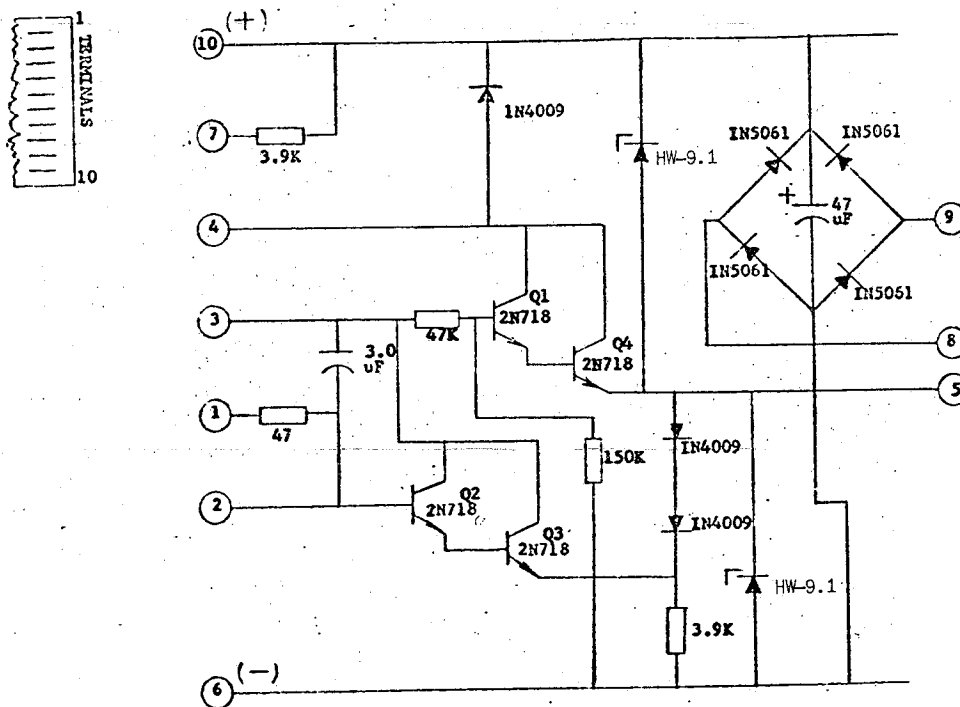 1
TERMINALS
10
10 (+)
7
3.9K
1N4009
HW-9.1
IN5061
IN5061
+
47
uF
9
IN5061
IN5061
4
3
47K
Q1
2N718
3.0
uF
Q4
2N718
8
5
1
47
150K
IN4009
2
Q2
2N718
Q3
2N718
IN4009
HW-9.1
3.9K
6 (-)